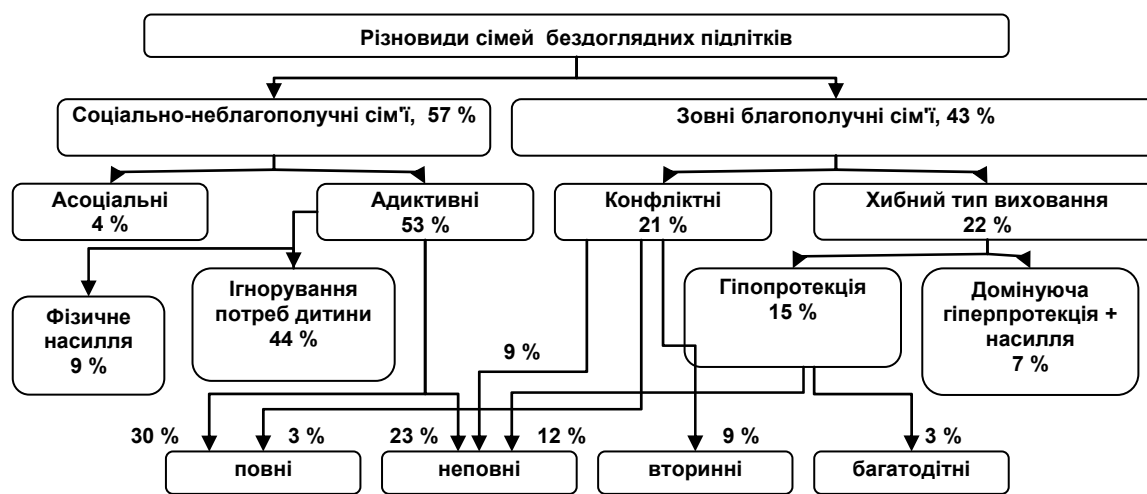 Різновиди сімей бездоглядних підлітків
Соціально-неблагополучні сім'ї, 57 %
Зовні благополучні сім'ї, 43 %
Асоціальні
4 %
Адиктивні
53 %
Конфліктні
21 %
Хибний тип виховання
22 %
Фізичне
насилля
9 %
Ігнорування
потреб дитини
44 %
Гіпопротекція
15 %
Домінуюча
гіперпротекція +
насилля
7 %
9 %
30 %
3 %
23 %
12 %
9 %
3 %
повні
неповні
вторинні
багатодітні